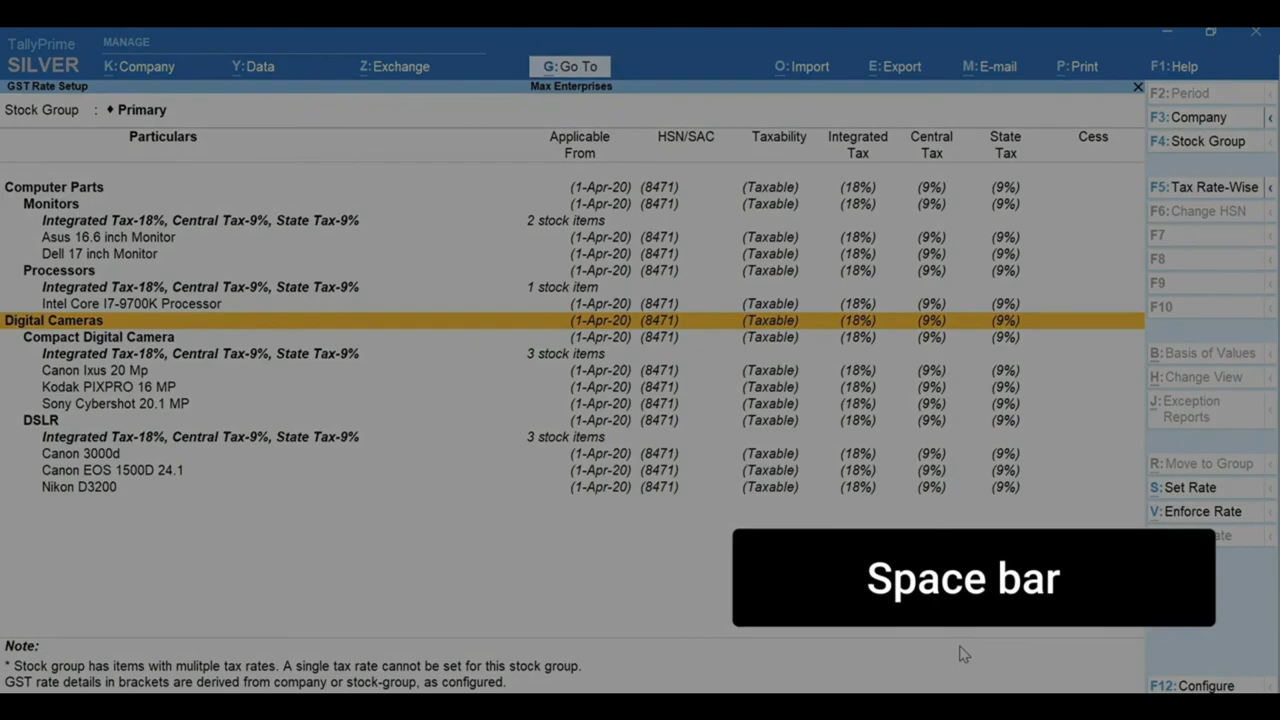 TallyPrime
SILVER
MANAGE
K:Company Y:Data Z:Exchange G:Go To O:Import E:Export M:E-mail P:Print F1:Help
GST Rate Setup Max Enterprises
Stock Group : ♦ Primary
Particulars Applicable From HSN/SAC Taxability Integrated Tax Central Tax State Tax Cess
Computer Parts (1-Apr-20) (8471) (Taxable) (18%) (9%) (9%)
Monitors (1-Apr-20) (8471) (Taxable) (18%) (9%) (9%)
Integrated Tax-18%, Central Tax-9%, State Tax-9% 2 stock items
Asus 16.6 inch Monitor (1-Apr-20) (8471) (Taxable) (18%) (9%) (9%)
Dell 17 inch Monitor (1-Apr-20) (8471) (Taxable) (18%) (9%) (9%)
Processors (1-Apr-20) (8471) (Taxable) (18%) (9%) (9%)
Integrated Tax-18%, Central Tax-9%, State Tax-9% 1 stock item
Intel Core I7-9700K Processor (1-Apr-20) (8471) (Taxable) (18%) (9%) (9%)
Digital Cameras (1-Apr-20) (8471) (Taxable) (18%) (9%) (9%)
Compact Digital Camera (1-Apr-20) (8471) (Taxable) (18%) (9%) (9%)
Integrated Tax-18%, Central Tax-9%, State Tax-9% 3 stock items
Canon Ixus 20 Mp (1-Apr-20) (8471) (Taxable) (18%) (9%) (9%)
Kodak PIXPRO 16 MP (1-Apr-20) (8471) (Taxable) (18%) (9%) (9%)
Sony Cybershot 20.1 MP (1-Apr-20) (8471) (Taxable) (18%) (9%) (9%)
DSLR (1-Apr-20) (8471) (Taxable) (18%) (9%) (9%)
Integrated Tax-18%, Central Tax-9%, State Tax-9% 3 stock items
Canon 3000d (1-Apr-20) (8471) (Taxable) (18%) (9%) (9%)
Canon EOS 1500D 24.1 (1-Apr-20) (8471) (Taxable) (18%) (9%) (9%)
Nikon D3200 (1-Apr-20) (8471) (Taxable) (18%) (9%) (9%)
Note:
* Stock group has items with mulitple tax rates. A single tax rate cannot be set for this stock group.
GST rate details in brackets are derived from company or stock-group, as configured.
F2:Period
F3:Company
F4:Stock Group
F5:Tax Rate-Wise
F6:Change HSN
F7
F8
F9
F10
B:Basis of Values
H:Change View
J:Exception
Reports
R:Move to Group
S:Set Rate
V:Enforce Rate
F12:Configure
Space bar